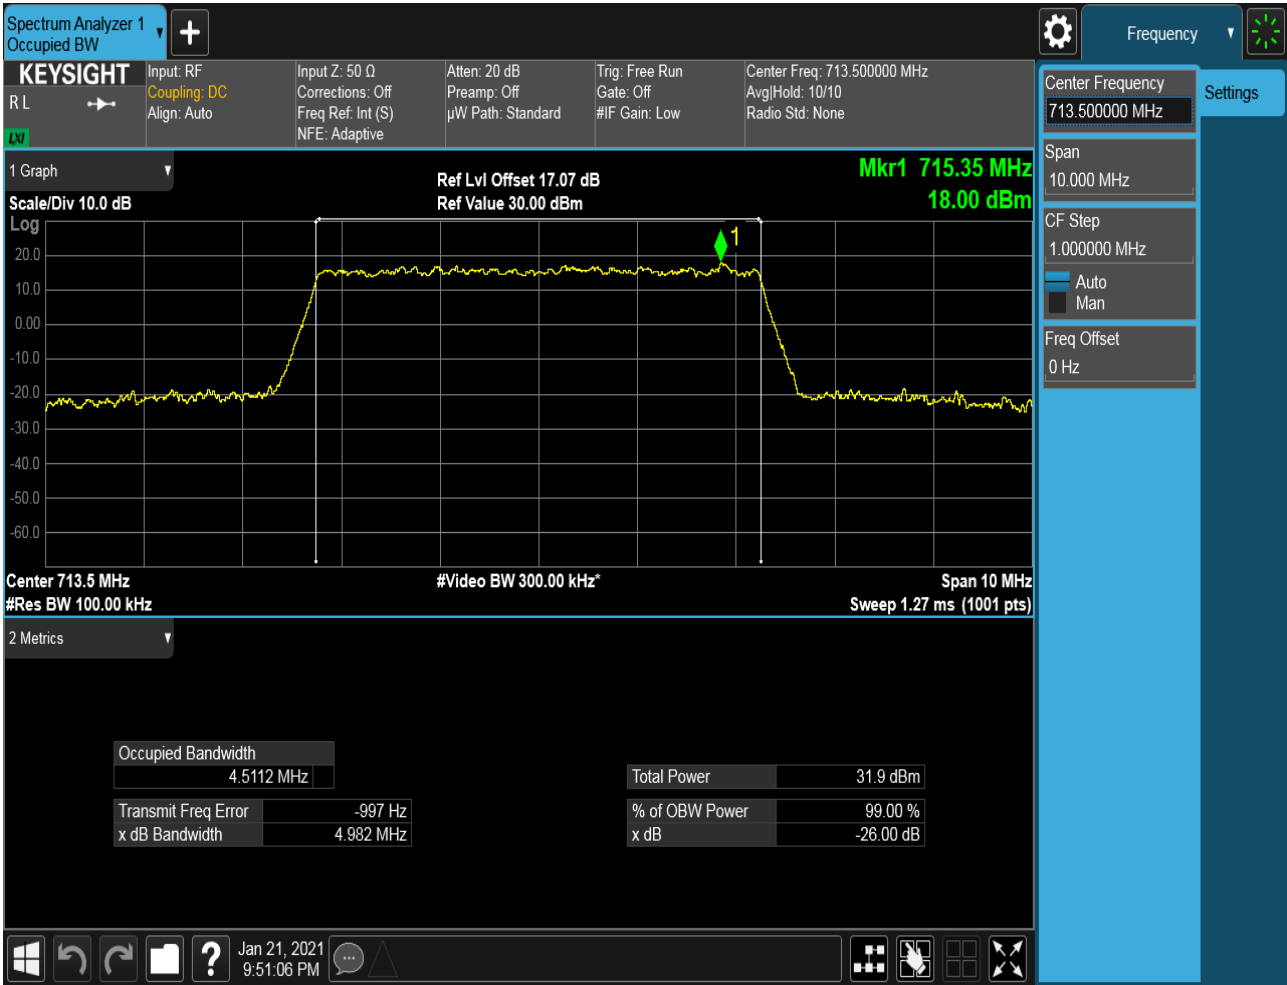 Spectrum Analyzer 1
Occupied BW
Frequency
KEYSIGHT
R L
LXI
Input: RF
Coupling: DC
Align: Auto
Input Z: 50 Ω
Corrections: Off
Freq Ref: Int (S)
NFE: Adaptive
Atten: 20 dB
Preamp: Off
µW Path: Standard
Trig: Free Run
Gate: Off
#IF Gain: Low
Center Freq: 713.500000 MHz
Avg|Hold: 10/10
Radio Std: None
Center Frequency
713.500000 MHz
Settings
Span
10.000 MHz
CF Step
1.000000 MHz
Auto
Man
Freq Offset
0 Hz
1 Graph
Scale/Div 10.0 dB
Log
Ref Lvl Offset 17.07 dB
Ref Value 30.00 dBm
Mkr1 715.35 MHz
18.00 dBm
1
20.0
10.0
0.00
-10.0
-20.0
-30.0
-40.0
-50.0
-60.0
Center 713.5 MHz
#Res BW 100.00 kHz
#Video BW 300.00 kHz*
Span 10 MHz
Sweep 1.27 ms (1001 pts)
2 Metrics
Occupied Bandwidth
4.5112 MHz
Transmit Freq Error -997 Hz
x dB Bandwidth 4.982 MHz
Total Power 31.9 dBm
% of OBW Power 99.00 %
x dB -26.00 dB
?
Jan 21, 2021
9:51:06 PM